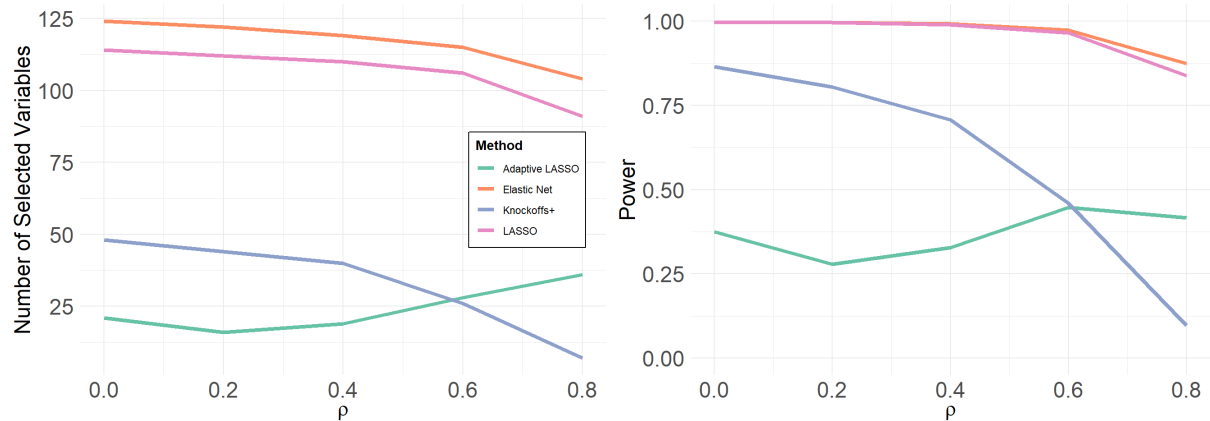 Number of Selected Variables
125
100
75
50
25
0.0 0.2 0.4 0.6 0.8
ρ
Method
Adaptive LASSO
Elastic Net
Knockoffs+
LASSO
Power
1.00
0.75
0.50
0.25
0.00
0.0 0.2 0.4 0.6 0.8
ρ